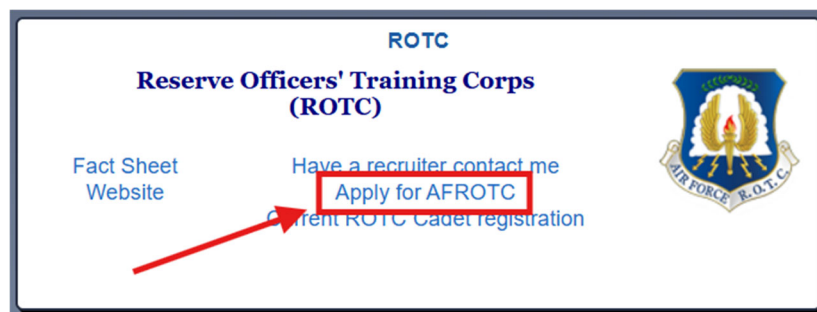 ROTC
Reserve Officers' Training Corps
(ROTC)
Fact Sheet
Website
Have a recruiter contact me
Apply for AFROTC
Current ROTC Cadet registration
AIR FORCE R.O.T.C.